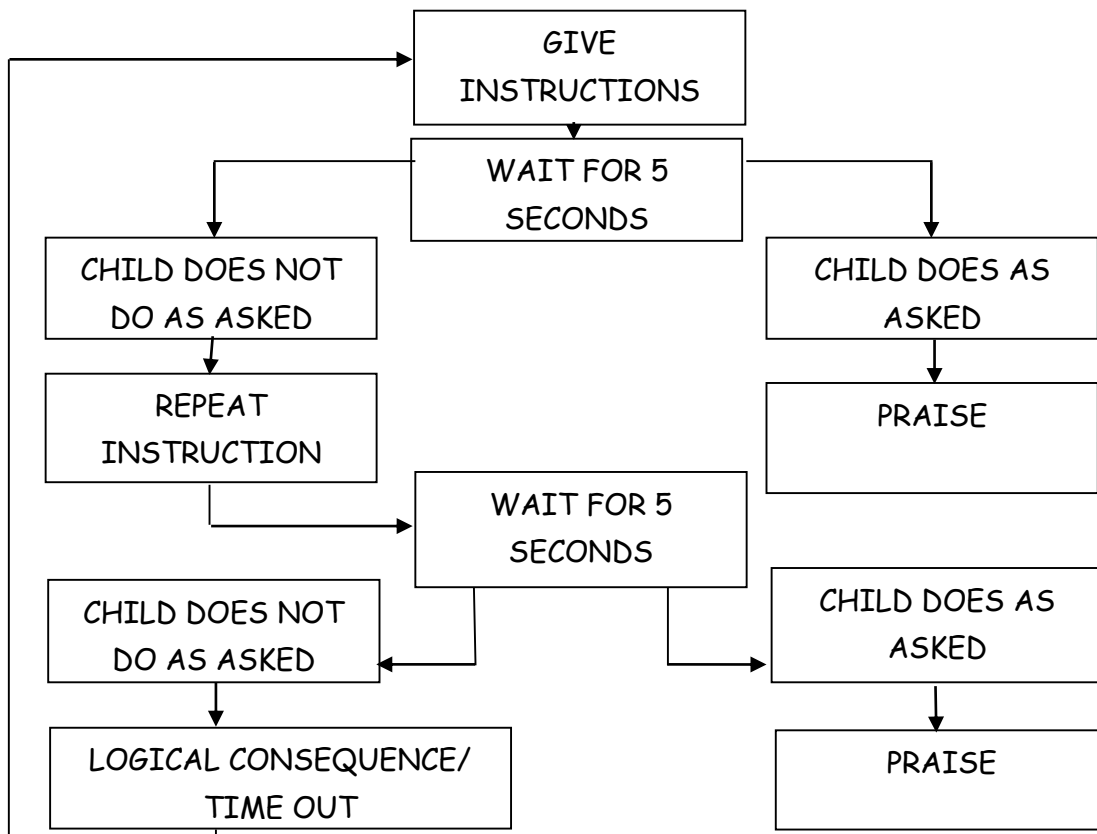 GIVE
INSTRUCTIONS
WAIT FOR 5
SECONDS
CHILD DOES NOT
DO AS ASKED
CHILD DOES AS
ASKED
REPEAT
INSTRUCTION
PRAISE
WAIT FOR 5
SECONDS
CHILD DOES NOT
DO AS ASKED
CHILD DOES AS
ASKED
LOGICAL CONSEQUENCE/
TIME OUT
PRAISE